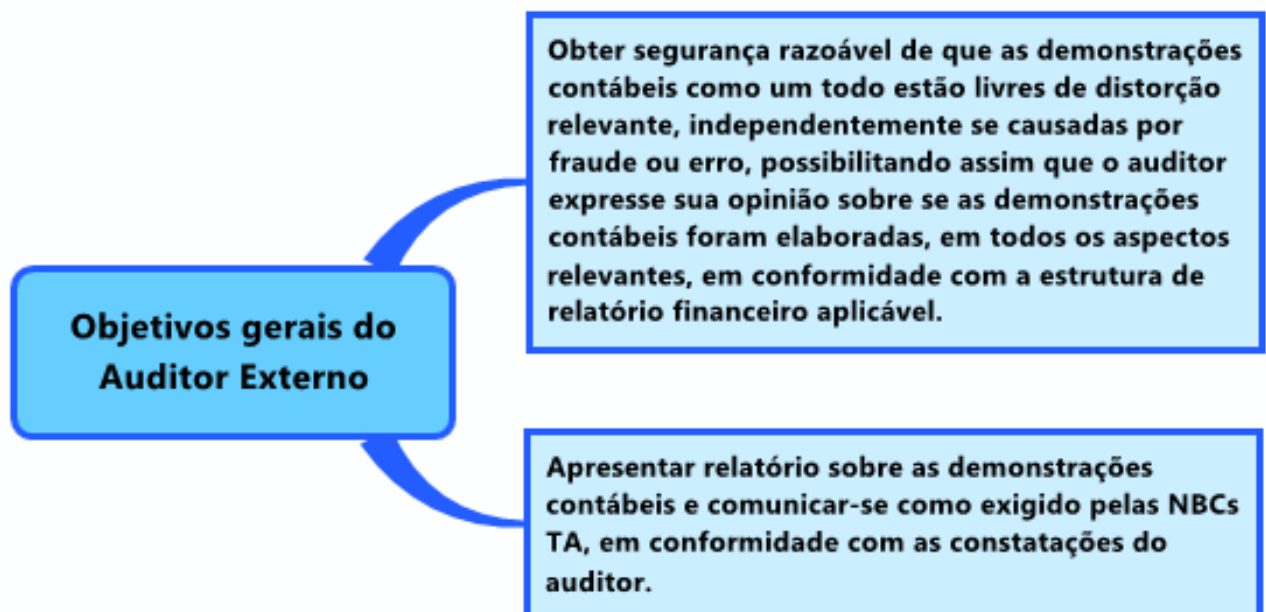 Objetivos gerais do
Auditor Externo
Obter segurança razoável de que as demonstrações
contábeis como um todo estão livres de distorção
relevante, independentemente se causadas por
fraude ou erro, possibilitando assim que o auditor
expresse sua opinião sobre se as demonstrações
contábeis foram elaboradas, em todos os aspectos
relevantes, em conformidade com a estrutura de
relatório financeiro aplicável.
Apresentar relatório sobre as demonstrações
contábeis e comunicar-se como exigido pelas NBCs
TA, em conformidade com as constatações do
auditor.